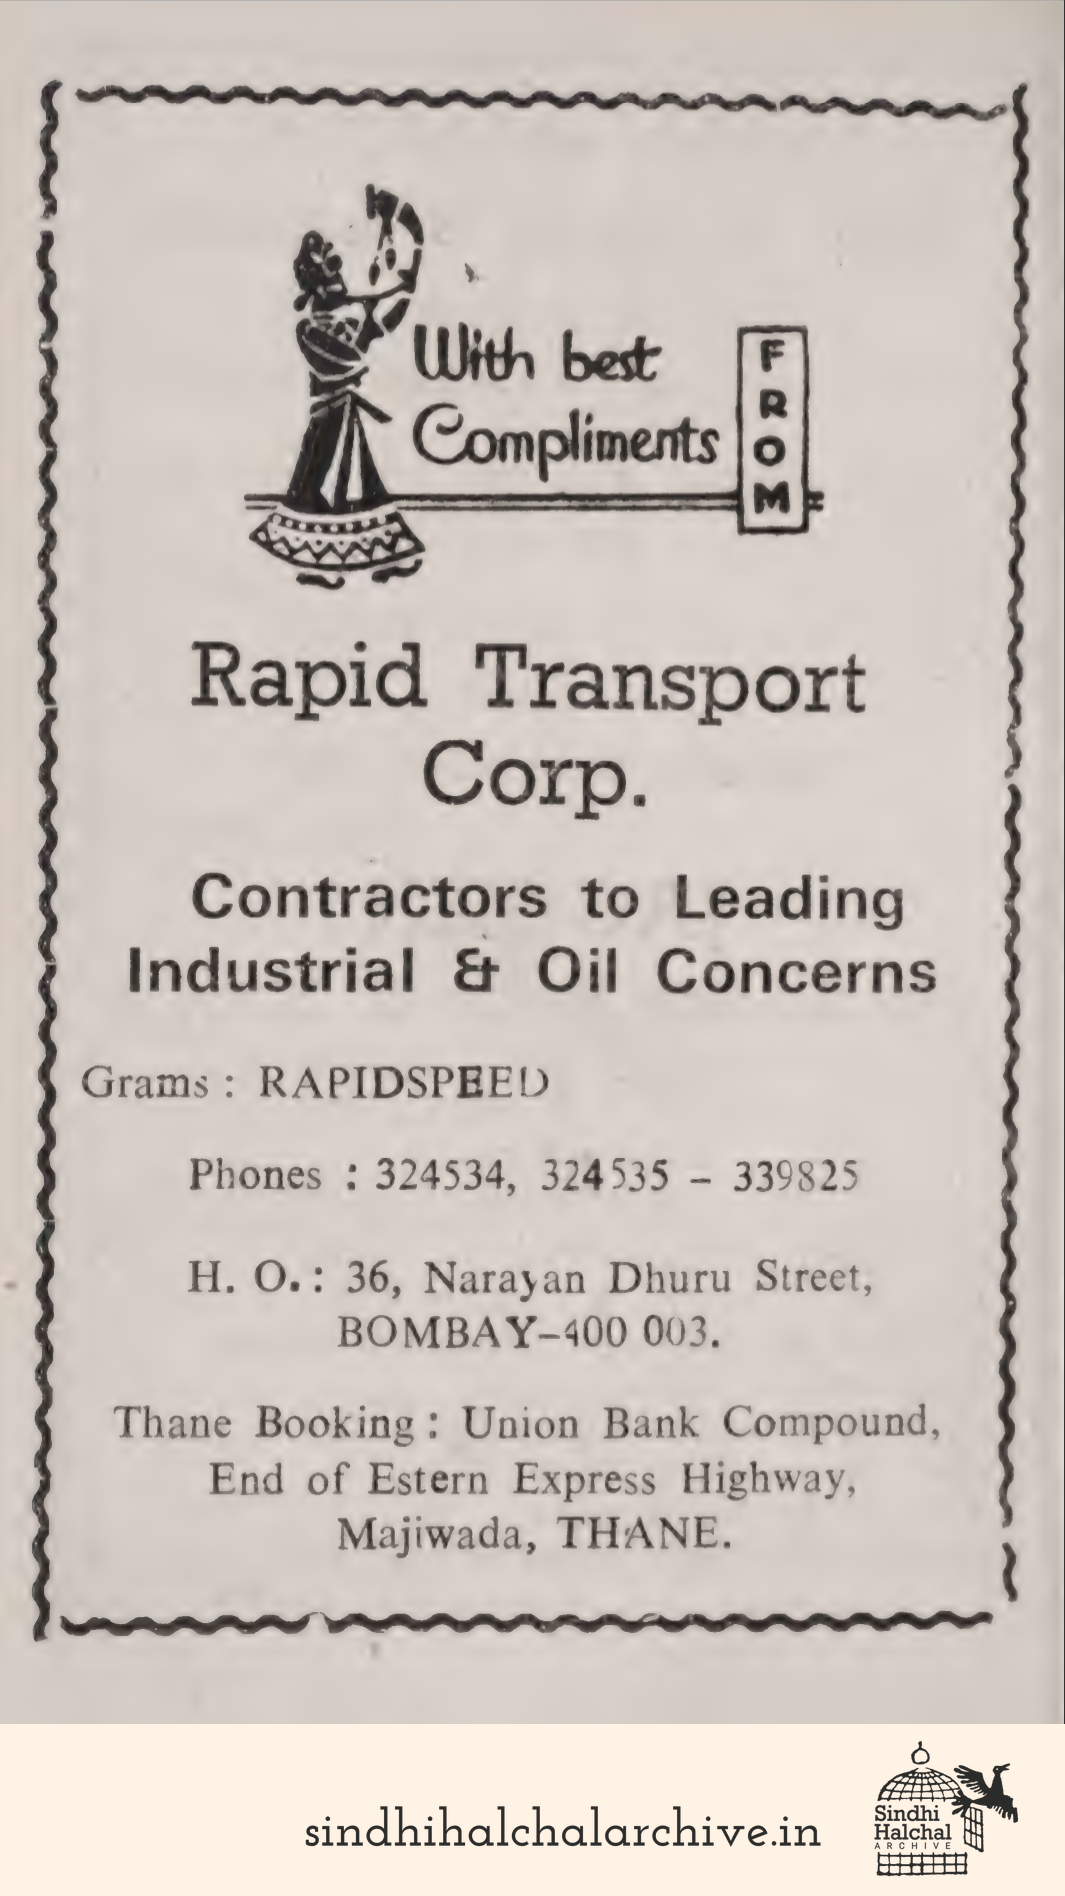 With best
Compliments
FROM
Rapid Transport
Corp.
Contractors to Leading
Industrial & Oil Concerns
Grams : RAPIDSPEED
Phones : 324534, 324535 – 339825
H. O. : 36, Narayan Dhuru Street,
BOMBAY–400 003.
Thane Booking : Union Bank Compound,
End of Estern Express Highway,
Majiwada, THANE.
sindhihalchalarchive.in
Sindhi
Halchal
ARCHIVE